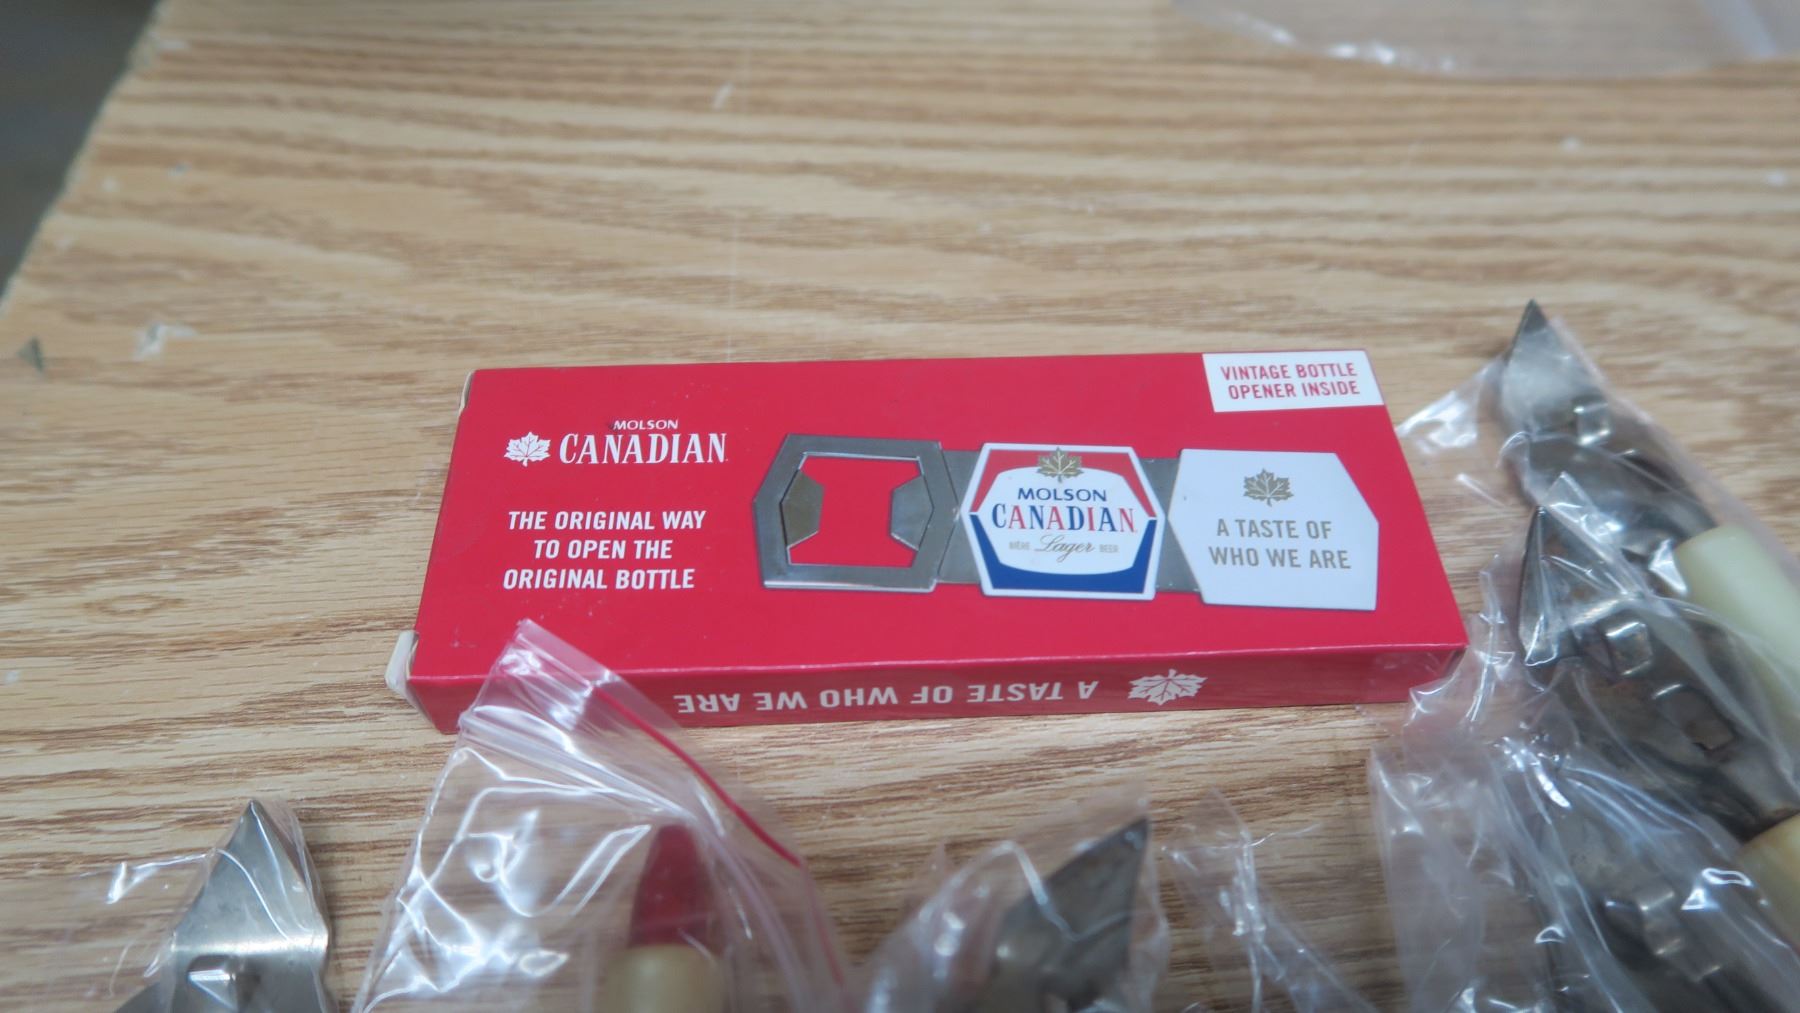 VINTAGE BOTTLE
OPENER INSIDE
MOLSON
CANADIAN
THE ORIGINAL WAY
TO OPEN THE
ORIGINAL BOTTLE
MOLSON
CANADIAN
BIÈRE Lager BEER
A TASTE OF
WHO WE ARE
A TASTE OF WHO WE ARE